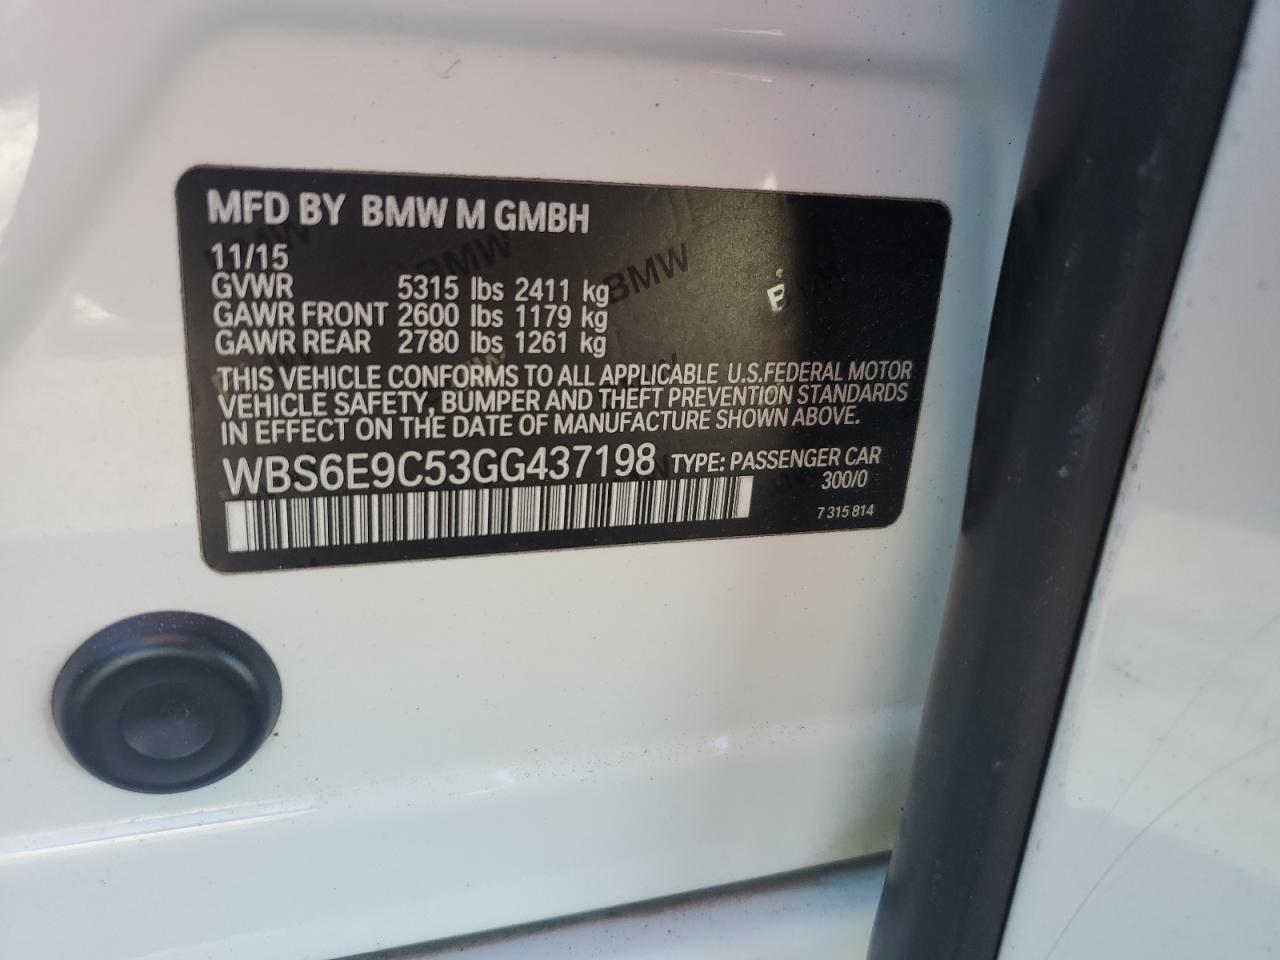 MFD BY BMW M GMBH
11/15
GVWR 5315 lbs 2411 kg
GAWR FRONT 2600 lbs 1179 kg
GAWR REAR 2780 lbs 1261 kg
THIS VEHICLE CONFORMS TO ALL APPLICABLE U.S.FEDERAL MOTOR
VEHICLE SAFETY, BUMPER AND THEFT PREVENTION STANDARDS
IN EFFECT ON THE DATE OF MANUFACTURE SHOWN ABOVE.
WBS6E9C53GG437198 TYPE: PASSENGER CAR
300/0
7 315 814
BMW
BMW